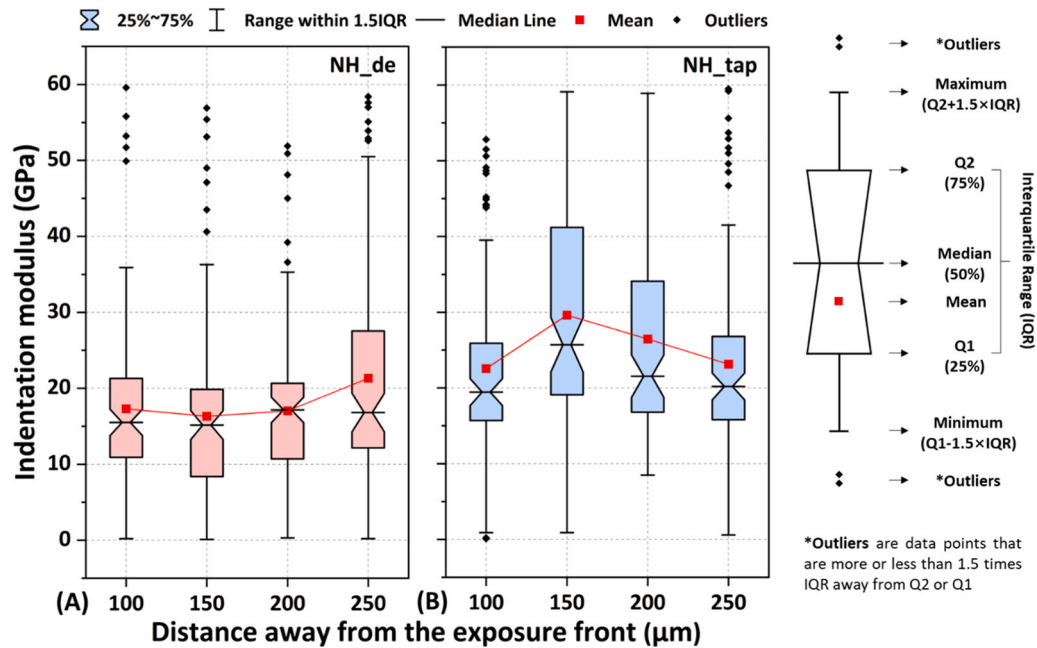 25%~75% Range within 1.5IQR Median Line Mean Outliers
NH_de
NH_tap
Indentation modulus (GPa)
60
50
40
30
20
10
0
(A) 100 150 200 250
(B) 100 150 200 250
Distance away from the exposure front (μm)
*Outliers
Maximum
(Q2+1.5×IQR)
Q2
(75%)
Median
(50%)
Mean
Q1
(25%)
Interquartile Range (IQR)
Minimum
(Q1-1.5×IQR)
*Outliers
*Outliers are data points that
are more or less than 1.5 times
IQR away from Q2 or Q1